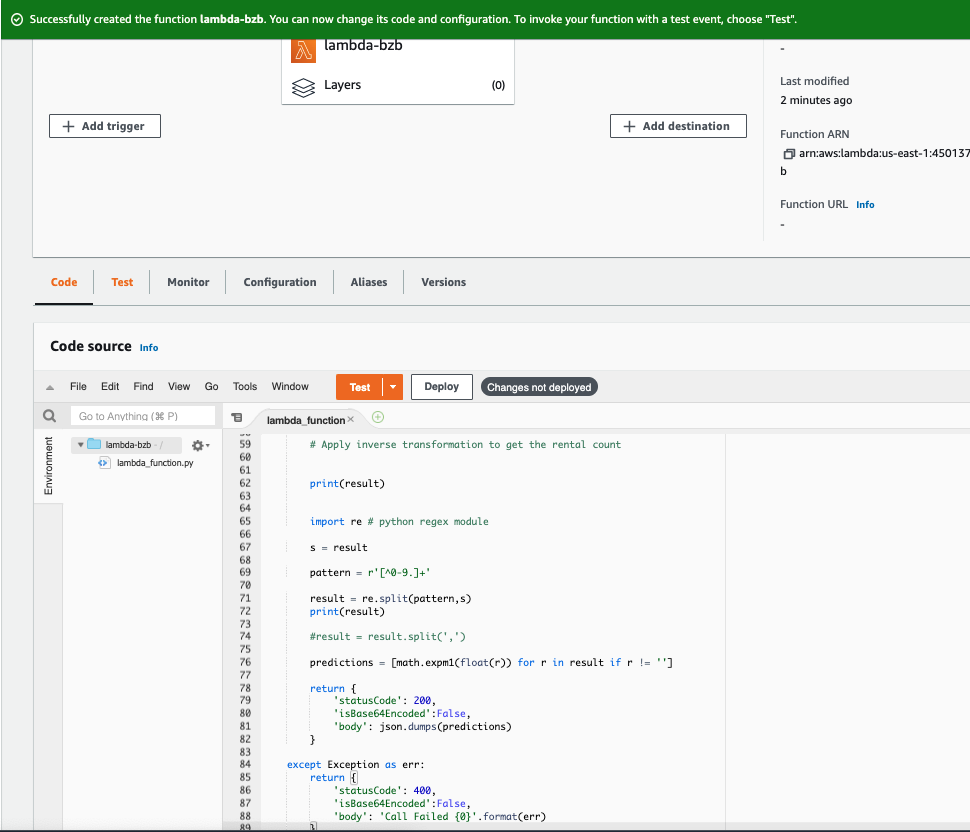 Successfully created the function lambda-bzb. You can now change its code and configuration. To invoke your function with a test event, choose "Test".
lambda-bzb
Layers (0)
-
Last modified
2 minutes ago
+ Add trigger
+ Add destination
Function ARN
arn:aws:lambda:us-east-1:450137
b
Function URL Info
-
Code Test Monitor Configuration Aliases Versions
Code source Info
File Edit Find View Go Tools Window Test Deploy Changes not deployed
Go to Anything (⌘ P)
lambda_function ×
Environment
lambda-bzb - /
lambda_function.py
59 # Apply inverse transformation to get the rental count
60
61
62 print(result)
63
64
65 import re # python regex module
66
67 s = result
68
69 pattern = r'[^0-9.]+'
70
71 result = re.split(pattern,s)
72 print(result)
73
74 #result = result.split(',')
75
76 predictions = [math.expm1(float(r)) for r in result if r != '']
77
78 return {
79 'statusCode': 200,
80 'isBase64Encoded':False,
81 'body': json.dumps(predictions)
82 }
83
84 except Exception as err:
85 return {
86 'statusCode': 400,
87 'isBase64Encoded':False,
88 'body': 'Call Failed {0}'.format(err)
89 }